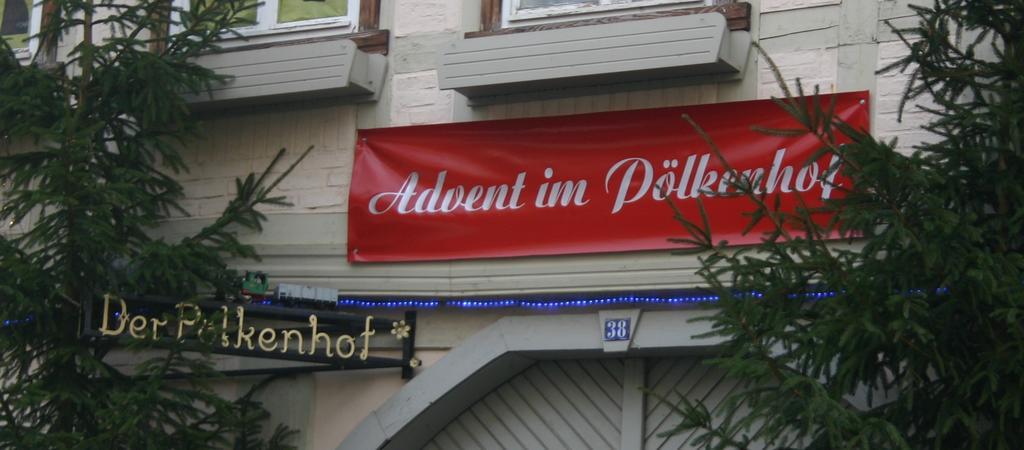 Advent im Pölkenhof
Der Pölkenhof
38